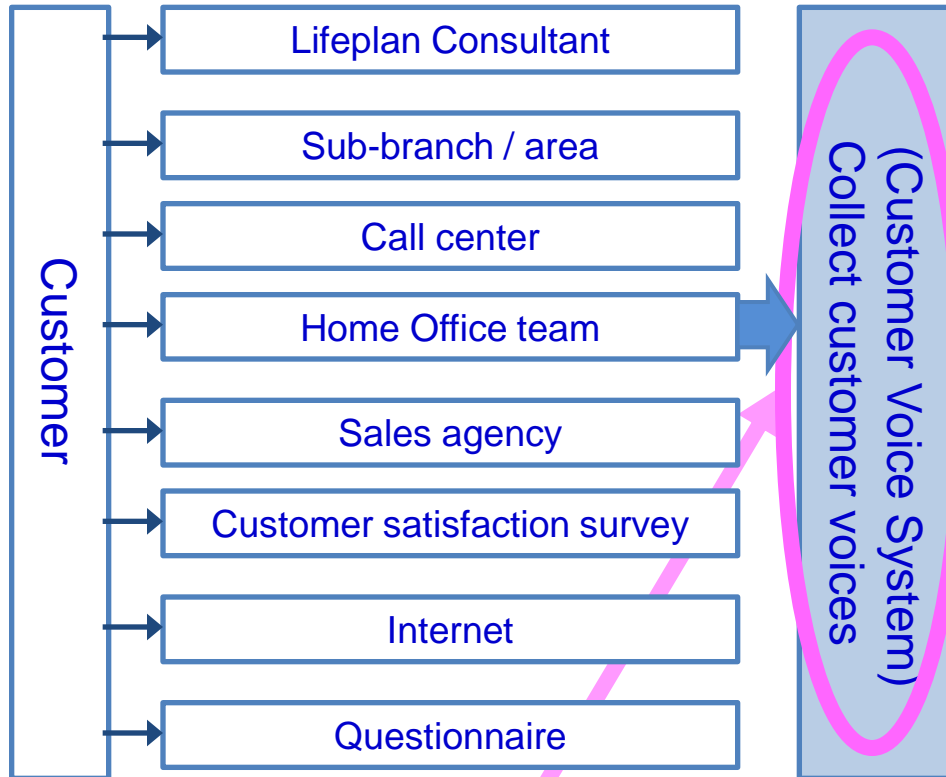 Customer
Lifeplan Consultant
Sub-branch / area
Call center
Home Office team
Sales agency
Customer satisfaction survey
Internet
Questionnaire
(Customer Voice System)
Collect customer voices